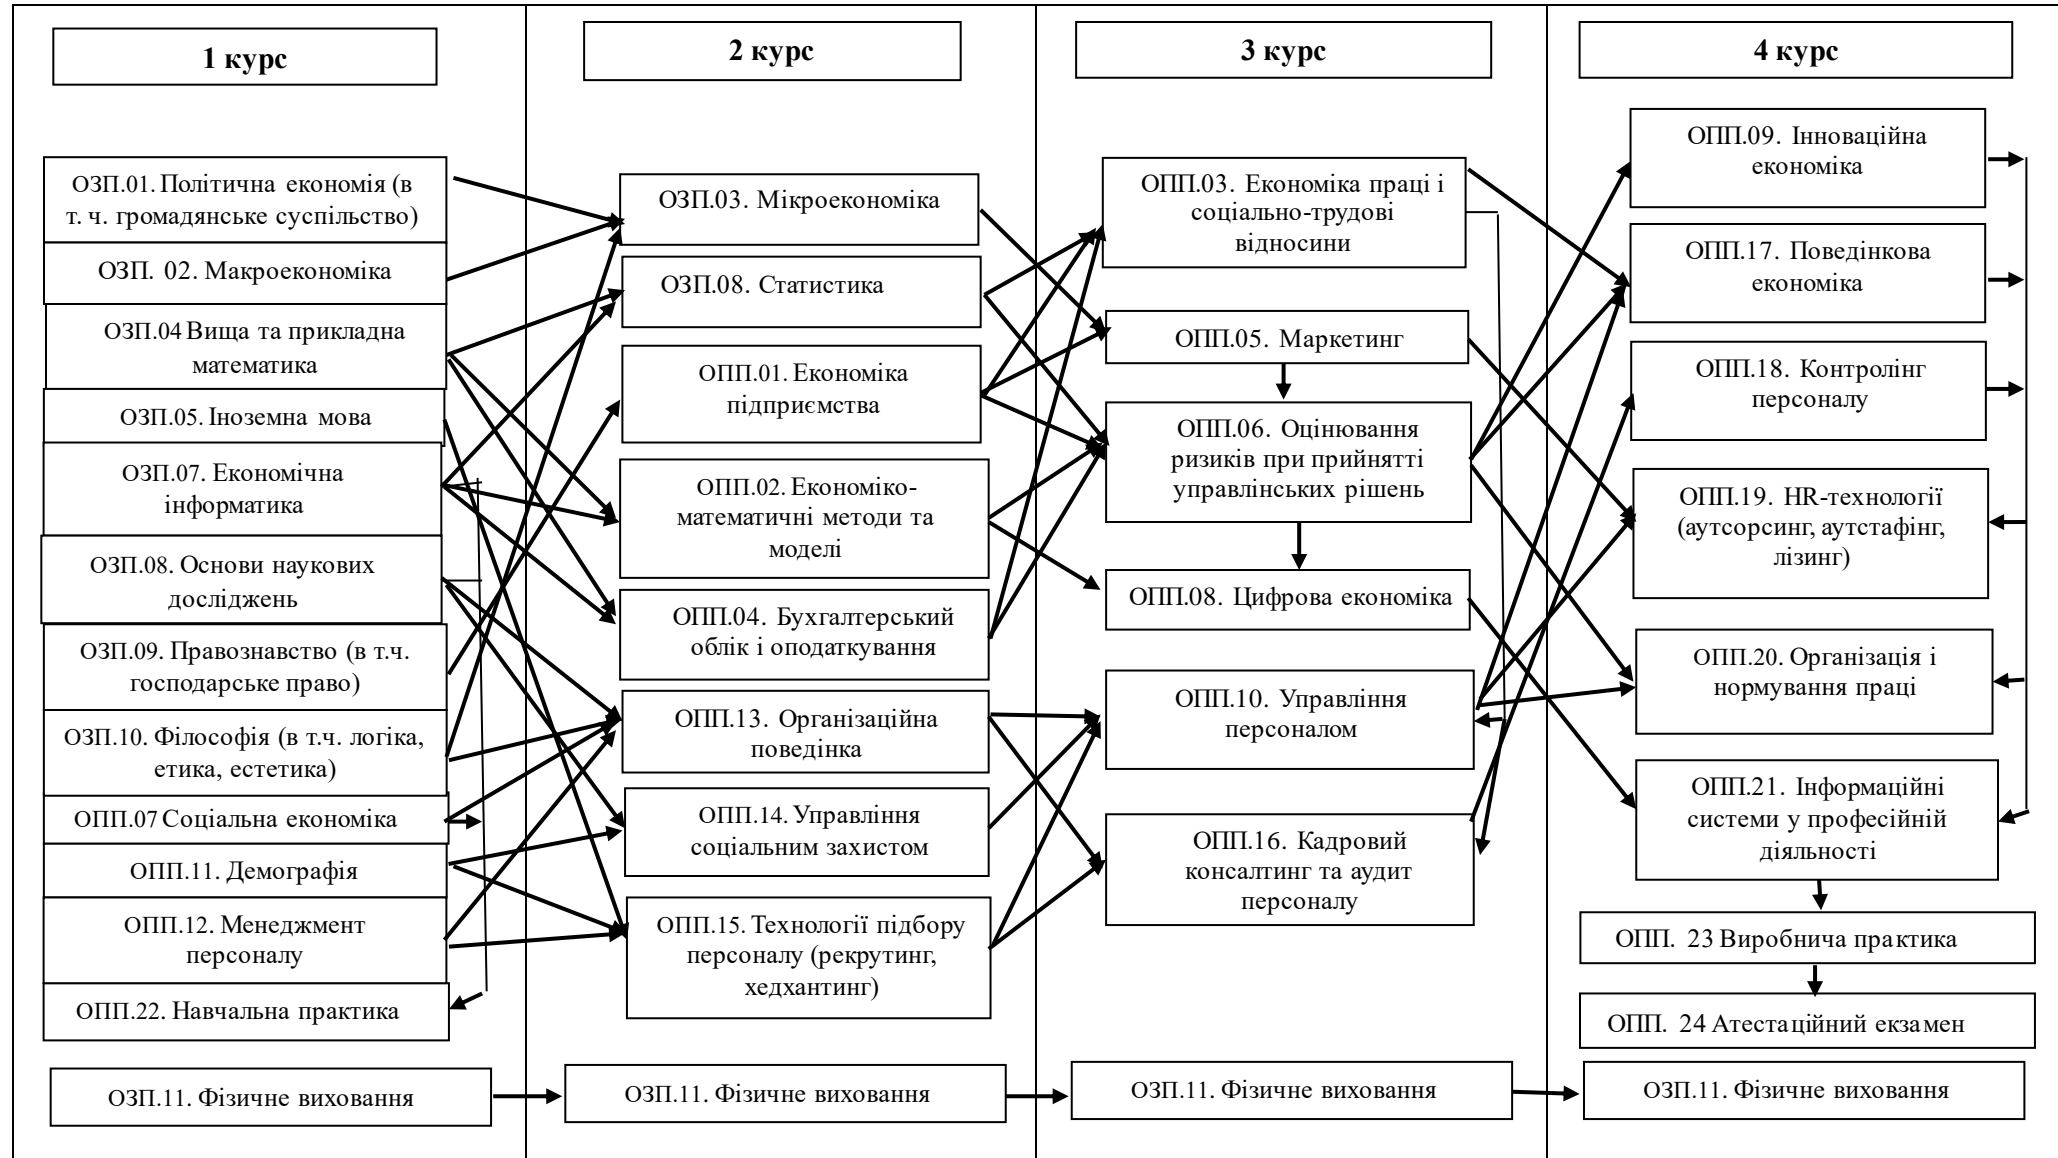 1 курс
ОЗП.01. Політична економія (в
т. ч. громадянське суспільство)
ОЗП. 02. Макроекономіка
ОЗП.04 Вища та прикладна
математика
ОЗП.05. Іноземна мова
ОЗП.07. Економічна
інформатика
ОЗП.08. Основи наукових
досліджень
ОЗП.09. Правознавство (в т.ч.
господарське право)
ОЗП.10. Філософія (в т.ч. логіка,
етика, естетика)
ОПП.07 Соціальна економіка
ОПП.11. Демографія
ОПП.12. Менеджмент
персоналу
ОПП.22. Навчальна практика
ОЗП.11. Фізичне виховання
2 курс
ОЗП.03. Мікроекономіка
ОЗП.08. Статистика
ОПП.01. Економіка
підприємства
ОПП.02. Економіко-
математичні методи та
моделі
ОПП.04. Бухгалтерський
облік і оподаткування
ОПП.13. Організаційна
поведінка
ОПП.14. Управління
соціальним захистом
ОПП.15. Технології підбору
персоналу (рекрутинг,
хедхантинг)
ОЗП.11. Фізичне виховання
3 курс
ОПП.03. Економіка праці і
соціально-трудові
відносини
ОПП.05. Маркетинг
ОПП.06. Оцінювання
ризиків при прийнятті
управлінських рішень
ОПП.08. Цифрова економіка
ОПП.10. Управління
персоналом
ОПП.16. Кадровий
консалтинг та аудит
персоналу
ОЗП.11. Фізичне виховання
4 курс
ОПП.09. Інноваційна
економіка
ОПП.17. Поведінкова
економіка
ОПП.18. Контролінг
персоналу
ОПП.19. HR-технології
(аутсорсинг, аутстафінг,
лізинг)
ОПП.20. Організація і
нормування праці
ОПП.21. Інформаційні
системи у професійній
діяльності
ОПП. 23 Виробнича практика
ОПП. 24 Атестаційний екзамен
ОЗП.11. Фізичне виховання